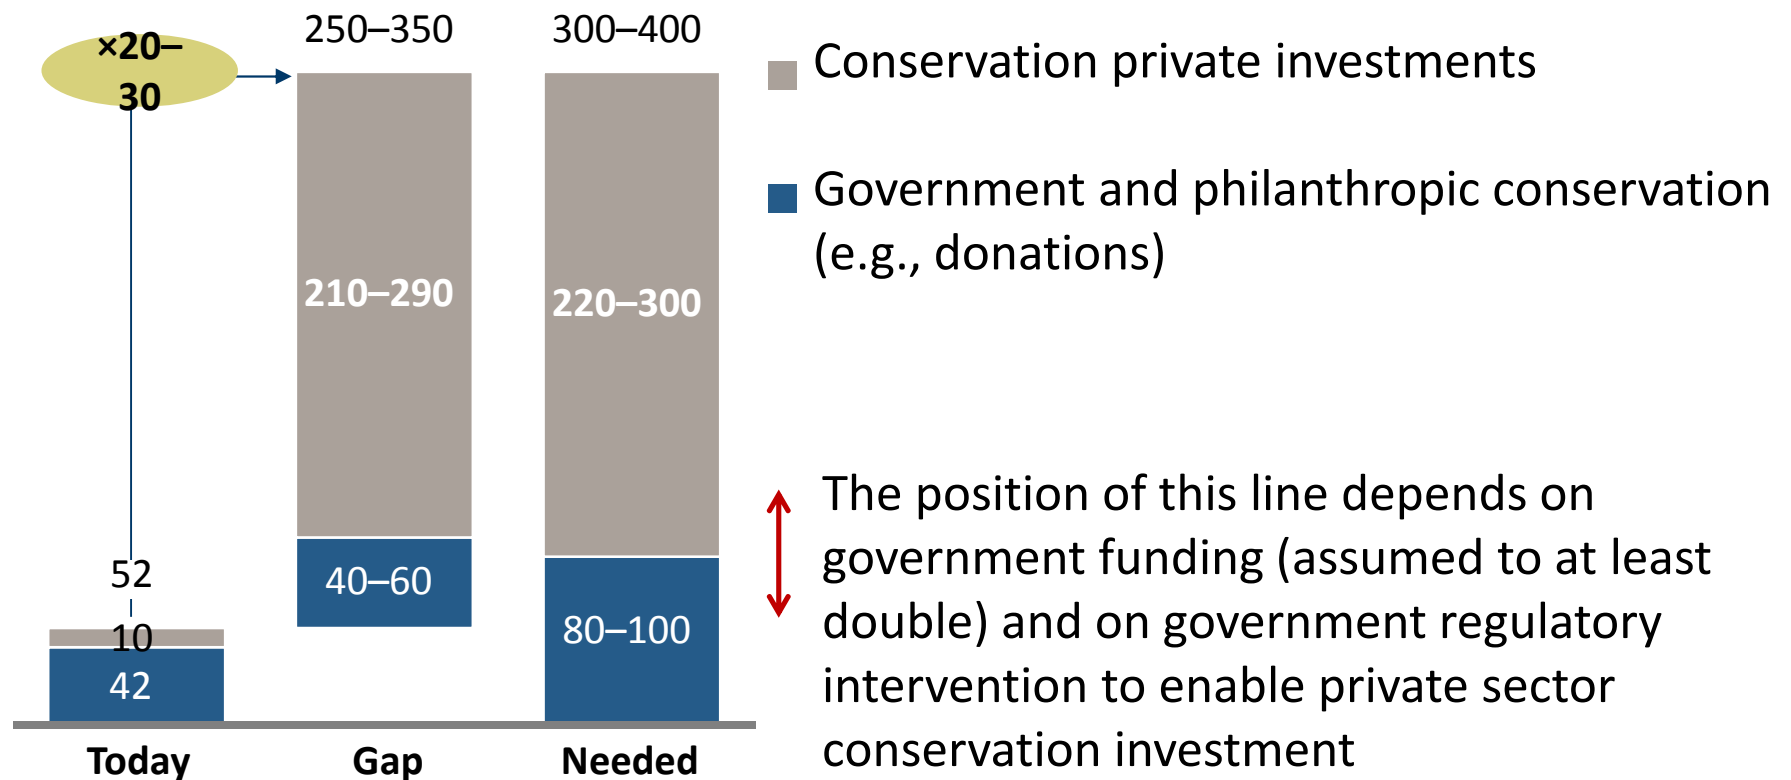 ×20–
30
250–350
300–400
Conservation private investments
Government and philanthropic conservation
(e.g., donations)
210–290
220–300
The position of this line depends on
government funding (assumed to at least
double) and on government regulatory
intervention to enable private sector
conservation investment
52
10
42
40–60
80–100
Today
Gap
Needed